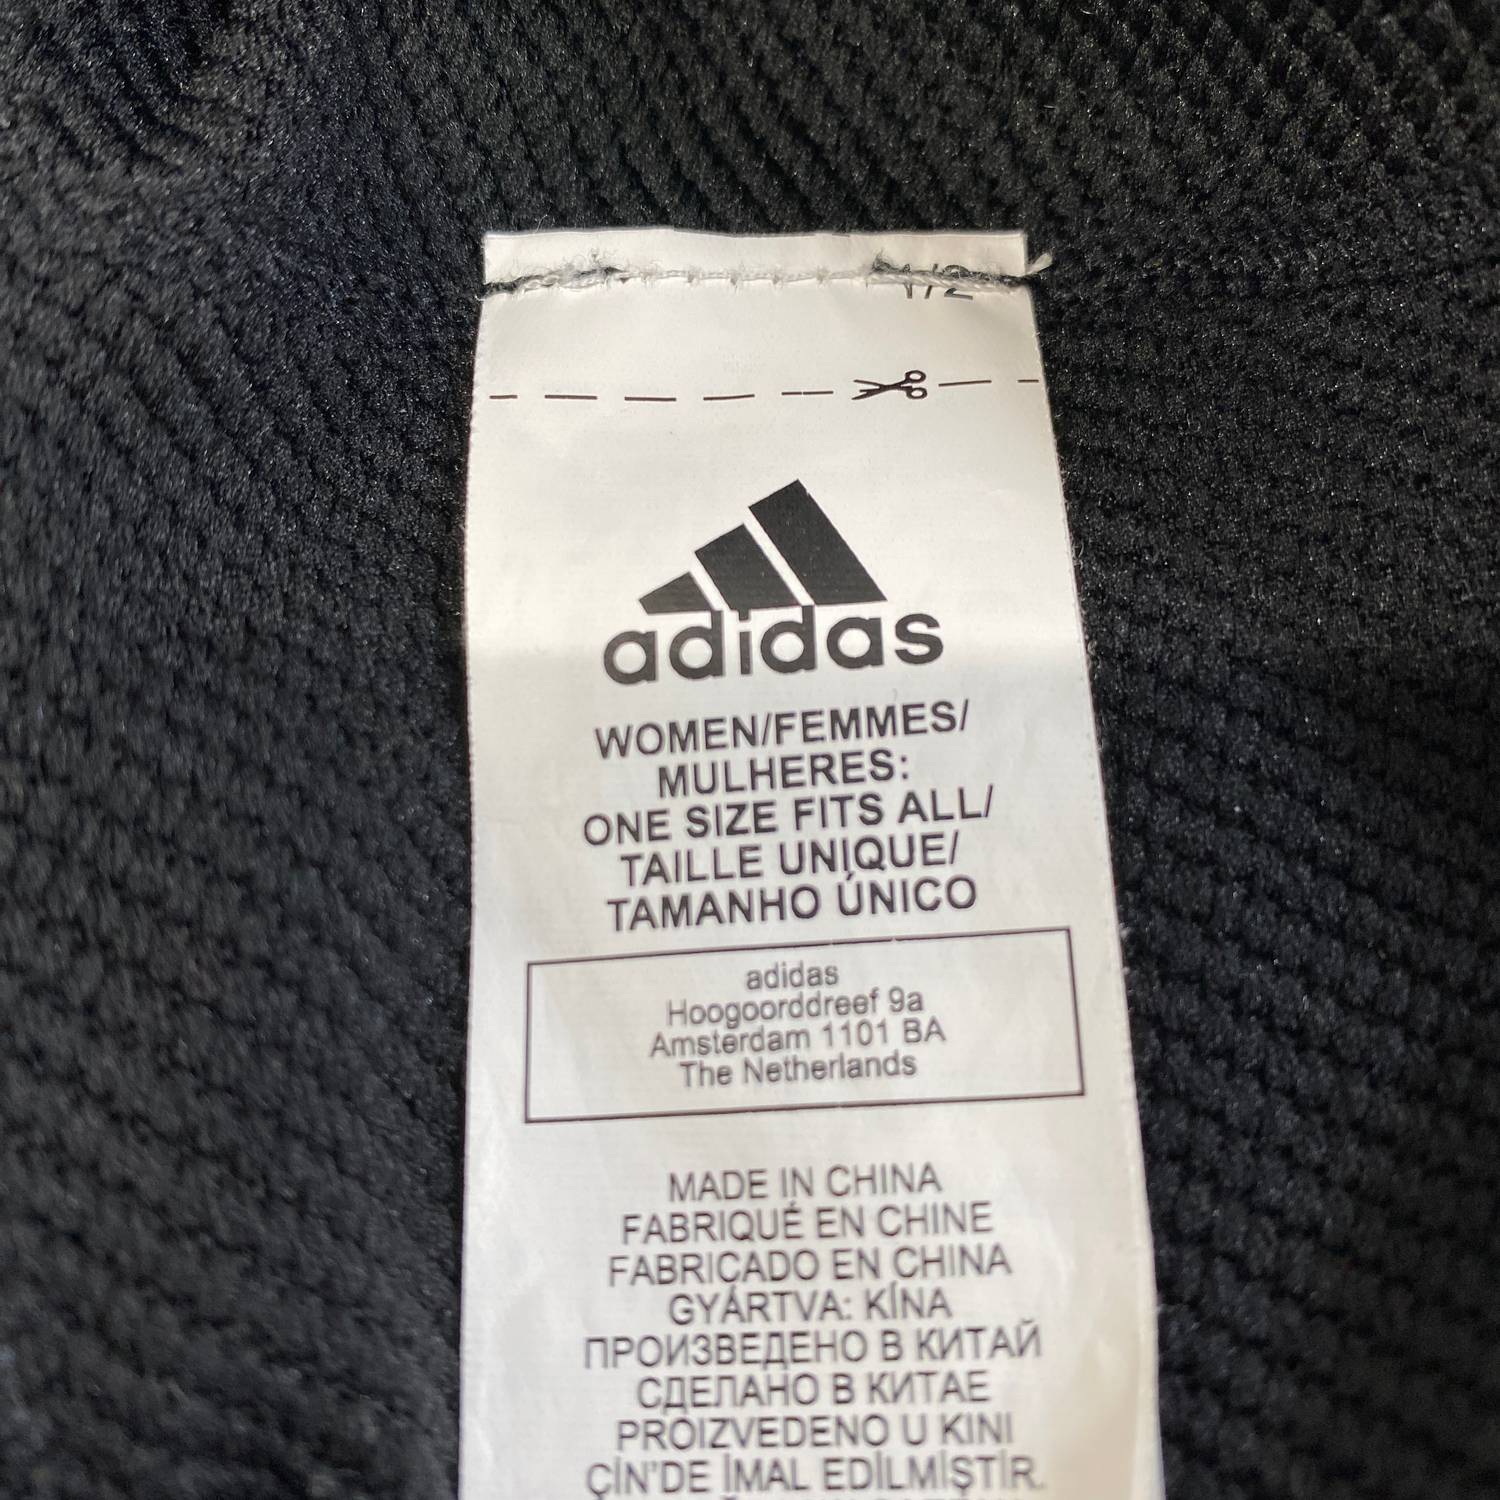 1/2
adidas
WOMEN/FEMMES/
MULHERES:
ONE SIZE FITS ALL/
TAILLE UNIQUE/
TAMANHO ÚNICO
adidas
Hoogoorddreef 9a
Amsterdam 1101 BA
The Netherlands
MADE IN CHINA
FABRIQUÉ EN CHINE
FABRICADO EN CHINA
GYÁRTVA: KÍNA
ПРОИЗВЕДЕНО В КИТАЙ
СДЕЛАНО В КИТАЕ
PROIZVEDENO U KINI
ÇİN'DE İMAL EDİLMİŞTİR.